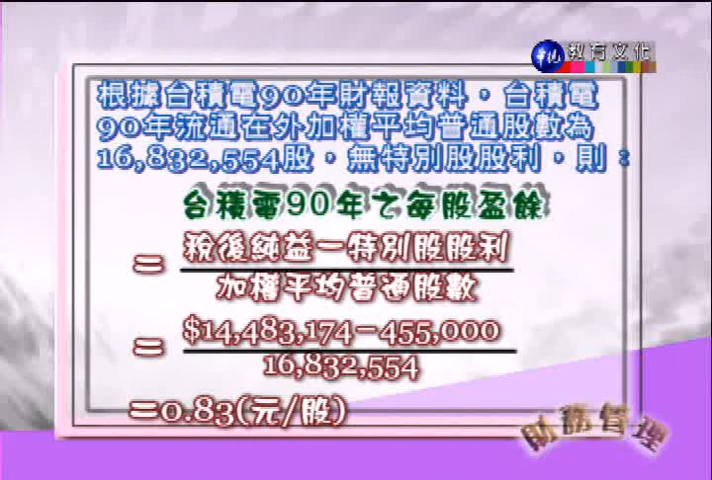 華視 教育文化
根據台積電90年財報資料，台積電
90年流通在外加權平均普通股數為
16,832,554股，無特別股股利，則：
台積電90年之每股盈餘
= 稅後純益－特別股股利
加權平均普通股數
= $14,483,174－455,000
16,832,554
=0.83(元/股)
財務管理